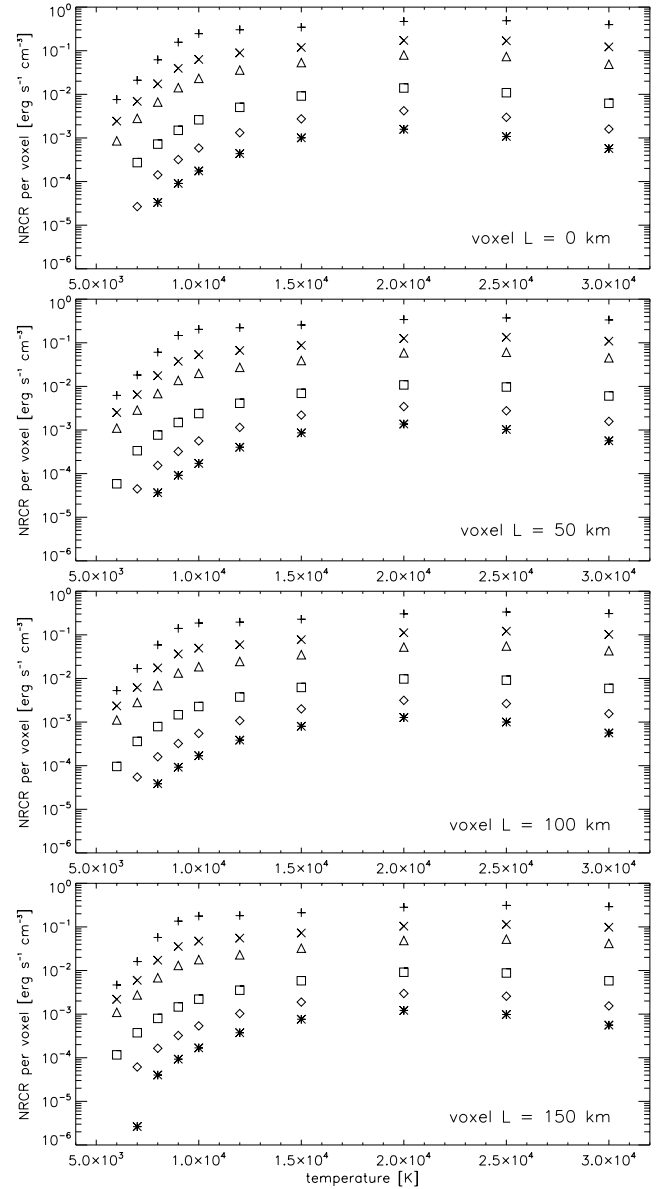 10⁰
10⁻¹
10⁻²
10⁻³
10⁻⁴
10⁻⁵
10⁻⁶
NRCR per voxel [erg s⁻¹ cm⁻³]
voxel L = 0 km
5.0×10³ 1.0×10⁴ 1.5×10⁴ 2.0×10⁴ 2.5×10⁴ 3.0×10⁴
10⁰
10⁻¹
10⁻²
10⁻³
10⁻⁴
10⁻⁵
10⁻⁶
NRCR per voxel [erg s⁻¹ cm⁻³]
voxel L = 50 km
5.0×10³ 1.0×10⁴ 1.5×10⁴ 2.0×10⁴ 2.5×10⁴ 3.0×10⁴
10⁰
10⁻¹
10⁻²
10⁻³
10⁻⁴
10⁻⁵
10⁻⁶
NRCR per voxel [erg s⁻¹ cm⁻³]
voxel L = 100 km
5.0×10³ 1.0×10⁴ 1.5×10⁴ 2.0×10⁴ 2.5×10⁴ 3.0×10⁴
10⁰
10⁻¹
10⁻²
10⁻³
10⁻⁴
10⁻⁵
10⁻⁶
NRCR per voxel [erg s⁻¹ cm⁻³]
voxel L = 150 km
5.0×10³ 1.0×10⁴ 1.5×10⁴ 2.0×10⁴ 2.5×10⁴ 3.0×10⁴
temperature [K]